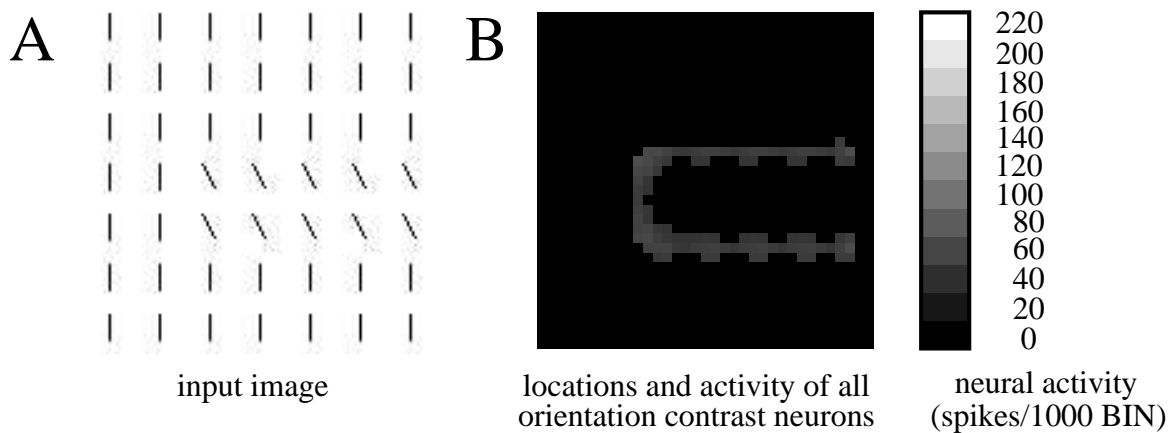 A
B
220
200
180
160
140
120
100
80
60
40
20
0
input image
locations and activity of all
orientation contrast neurons
neural activity
(spikes/1000 BIN)